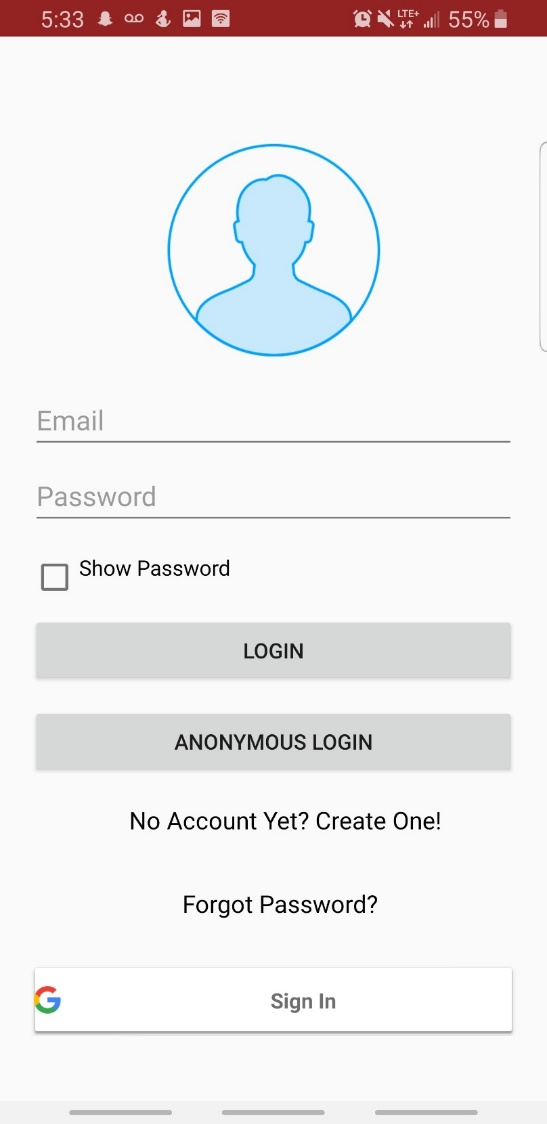 5:33 LTE+ 55%
Email
Password
Show Password
LOGIN
ANONYMOUS LOGIN
No Account Yet? Create One!
Forgot Password?
G Sign In